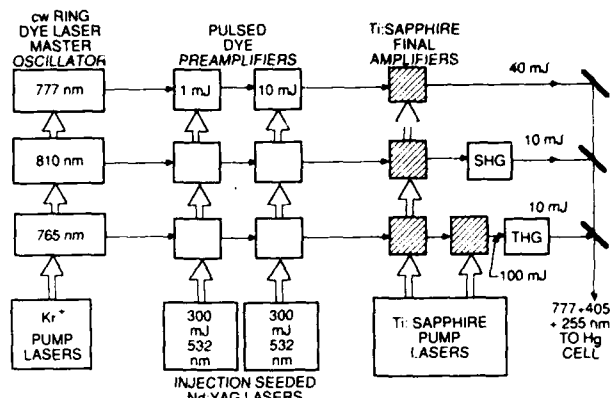 cw RING
DYE LASER
MASTER
OSCILLATOR
PULSED
DYE
PREAMPLIFIERS
Ti:SAPPHIRE
FINAL
AMPLIFIERS
777 nm
1 mJ
10 mJ
40 mJ
810 nm
SHG
10 mJ
765 nm
THG
10 mJ
100 mJ
Kr+
PUMP
LASERS
300
mJ
532
nm
300
mJ
532
nm
Ti: SAPPHIRE
PUMP
LASERS
777+405
+ 255 nm
TO Hg
CELL
INJECTION SEEDED
Nd:YAG LASERS